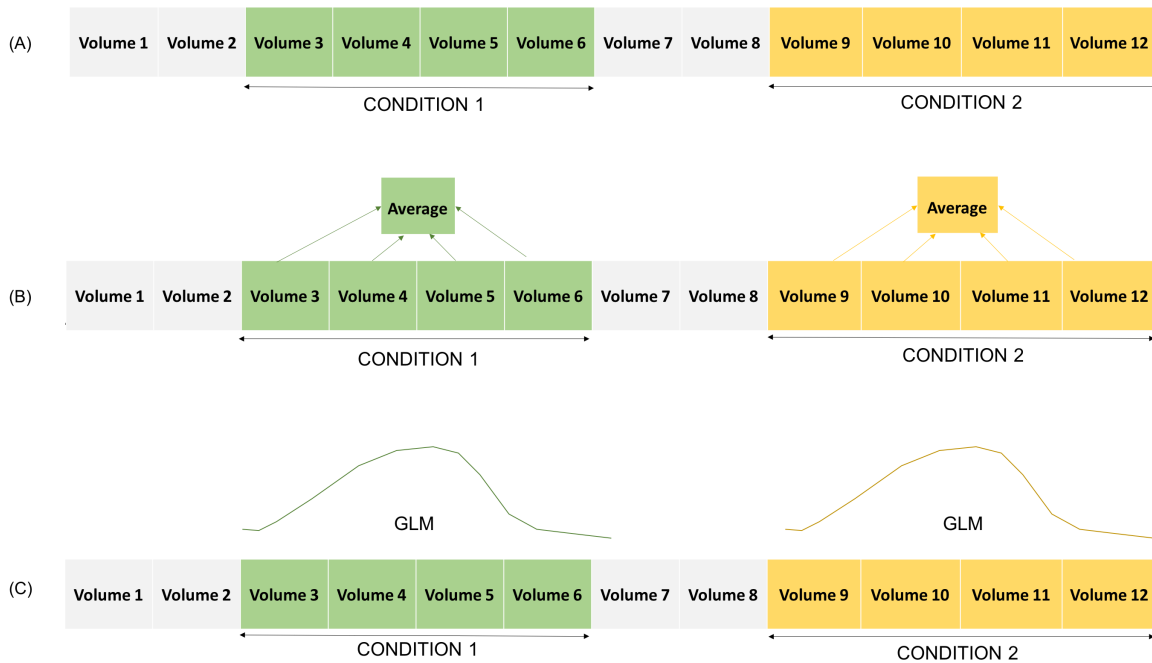 (A) Volume 1 Volume 2 Volume 3 Volume 4 Volume 5 Volume 6 Volume 7 Volume 8 Volume 9 Volume 10 Volume 11 Volume 12
CONDITION 1 CONDITION 2
Average Average
(B) Volume 1 Volume 2 Volume 3 Volume 4 Volume 5 Volume 6 Volume 7 Volume 8 Volume 9 Volume 10 Volume 11 Volume 12
CONDITION 1 CONDITION 2
GLM GLM
(C) Volume 1 Volume 2 Volume 3 Volume 4 Volume 5 Volume 6 Volume 7 Volume 8 Volume 9 Volume 10 Volume 11 Volume 12
CONDITION 1 CONDITION 2